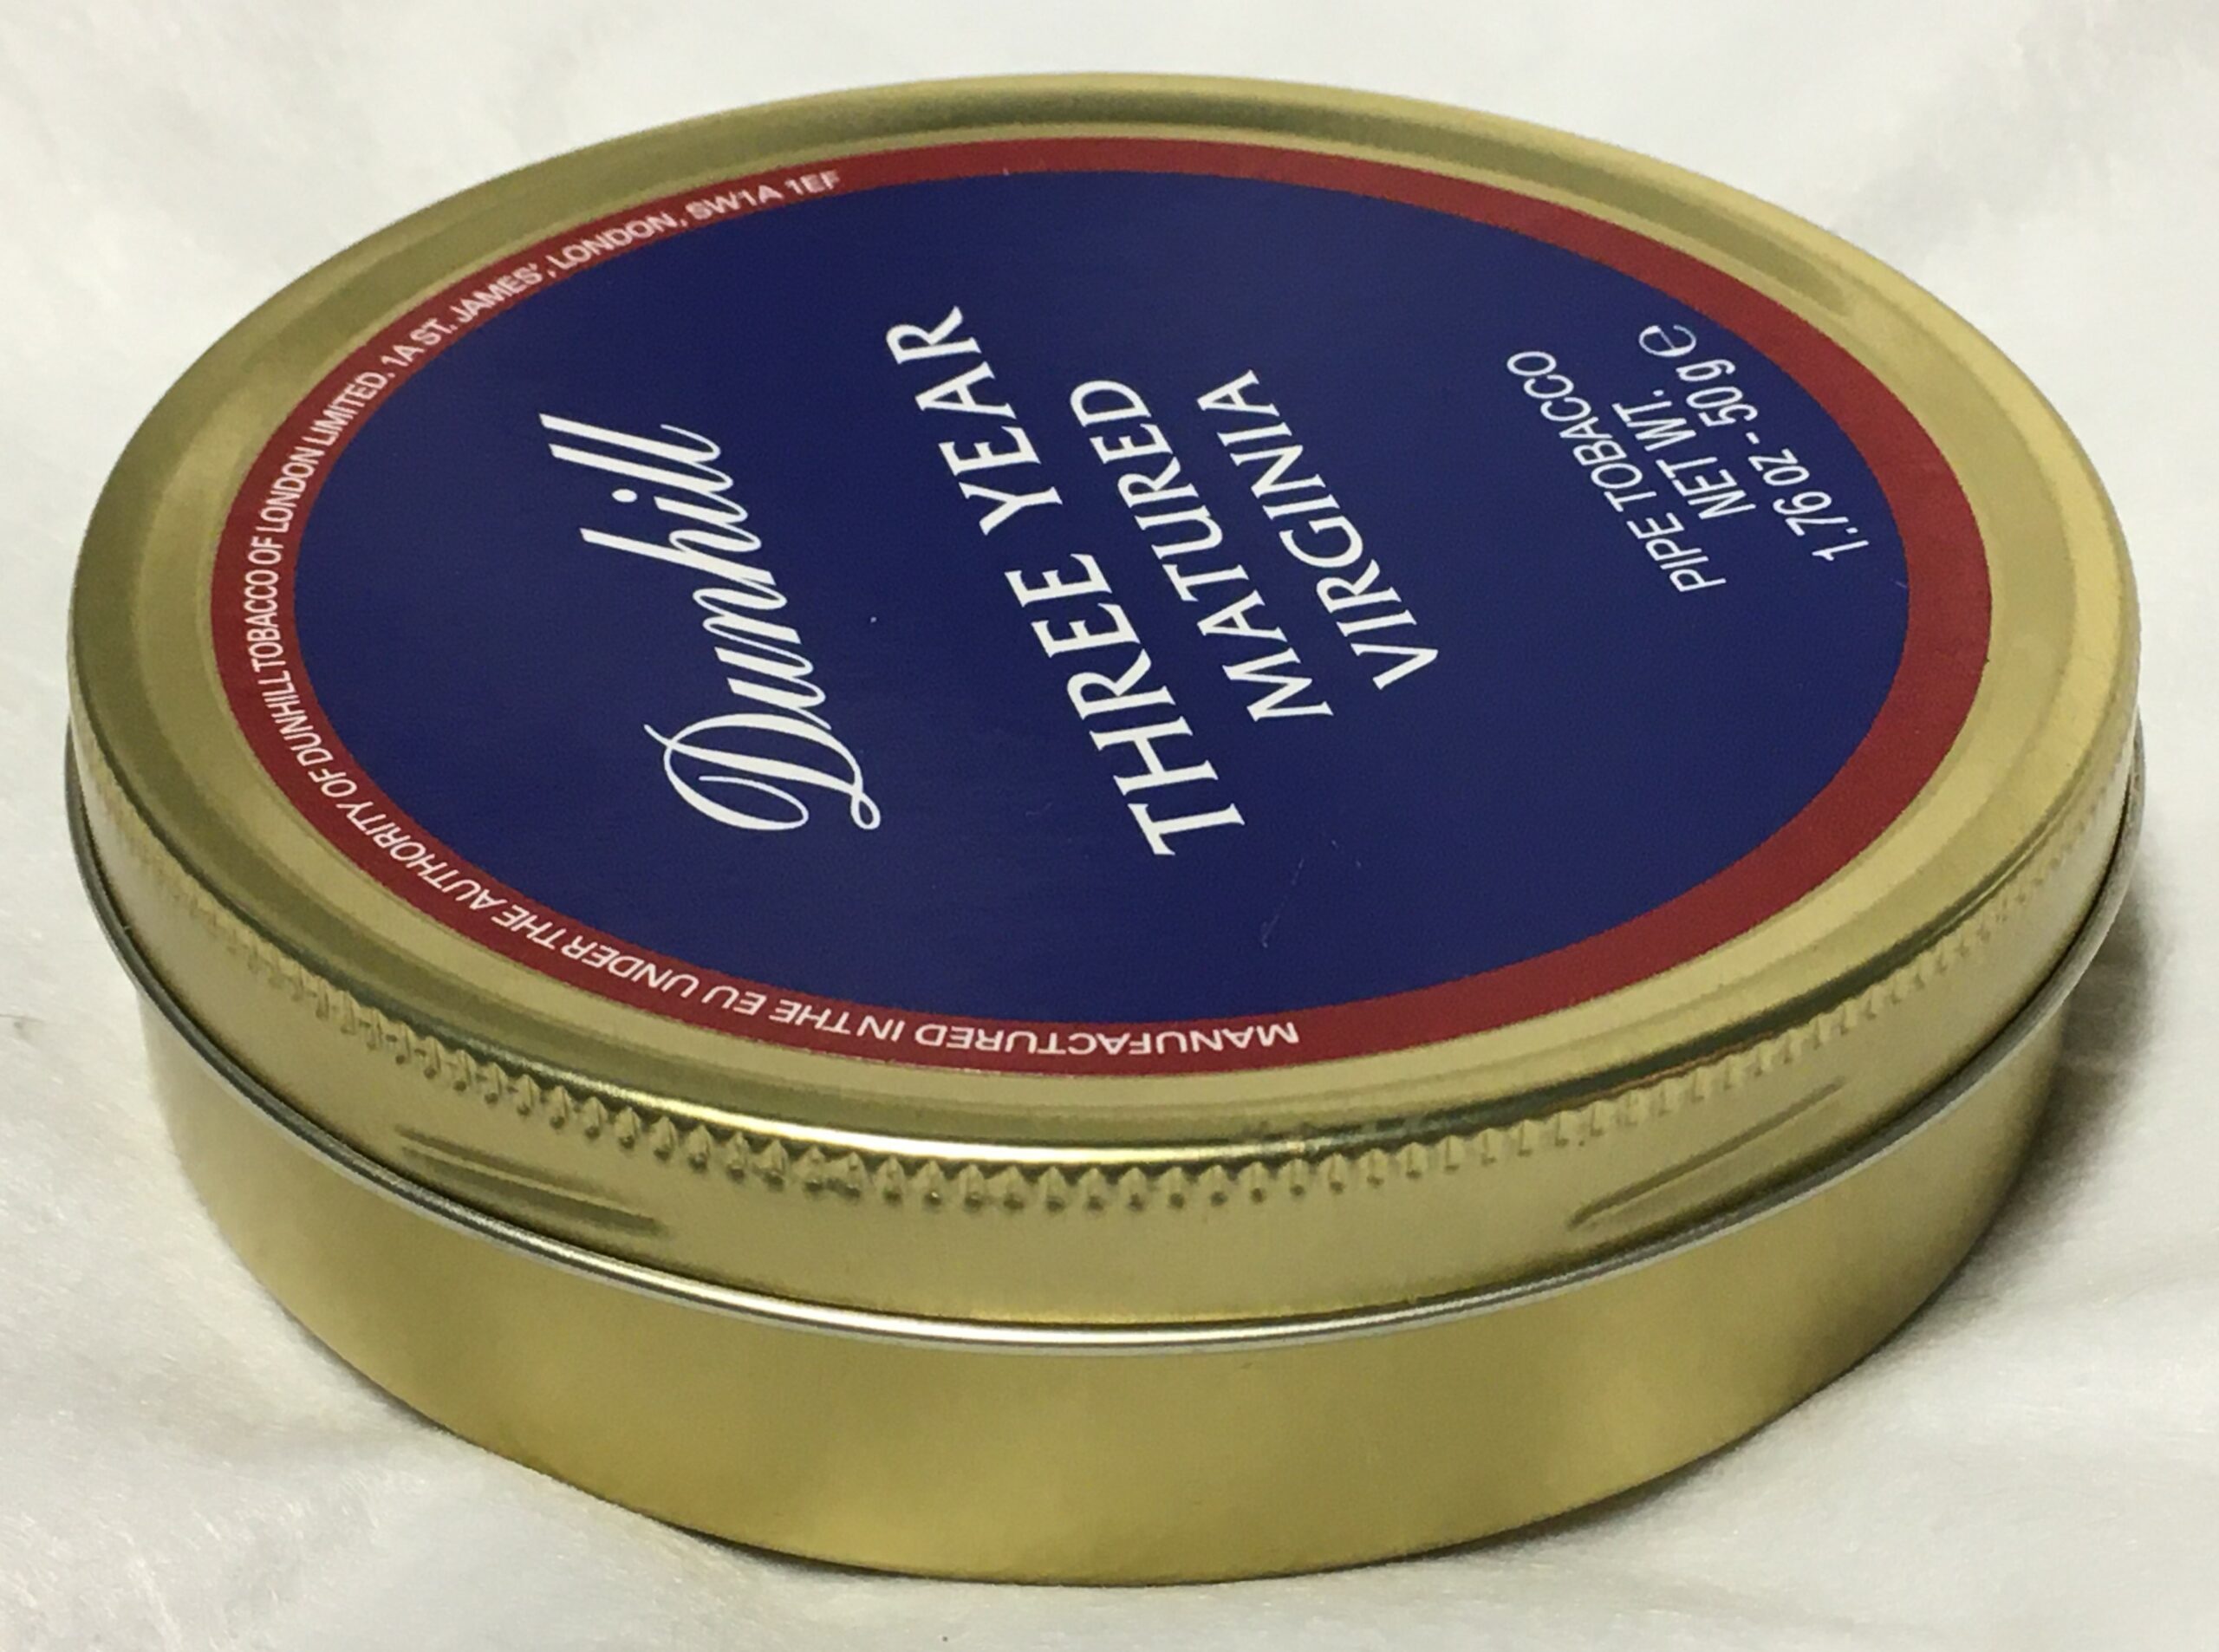 Dunhill
THREE YEAR
MATURED
VIRGINIA
PIPE TOBACCO
NET WT.
1.76 oz - 50 g e
MANUFACTURED IN THE EU UNDER THE AUTHORITY OF DUNHILL TOBACCO OF LONDON LIMITED. 1A ST. JAMES', LONDON, SW1A 1EF